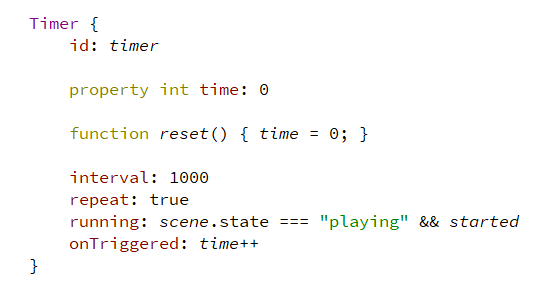 Timer {
    id: timer

    property int time: 0

    function reset() { time = 0; }

    interval: 1000
    repeat: true
    running: scene.state === "playing" && started
    onTriggered: time++
}